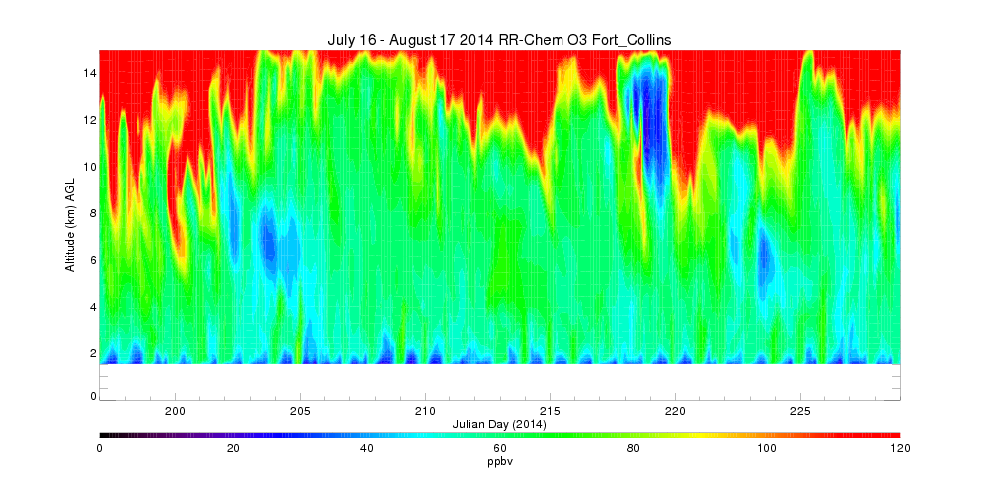 July 16 - August 17 2014 RR-Chem O3 Fort_Collins
14
12
10
8
6
4
2
0
Altitude (km) AGL
200 205 210 215 220 225
Julian Day (2014)
0 20 40 60 80 100 120
ppbv